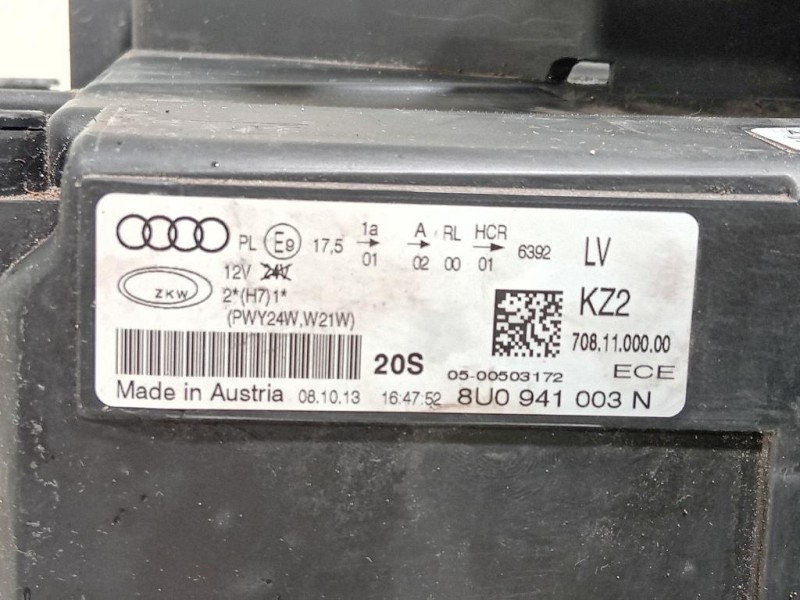 PL E9 17,5 1a A RL HCR 6392 LV
01 02 00 01
12V 24V
ZKW
2*(H7)1*
(PWY24W,W21W)
KZ2
708.11.000.00
20S 05-00503172 ECE
Made in Austria 08.10.13 16:47:52 8U0 941 003 N